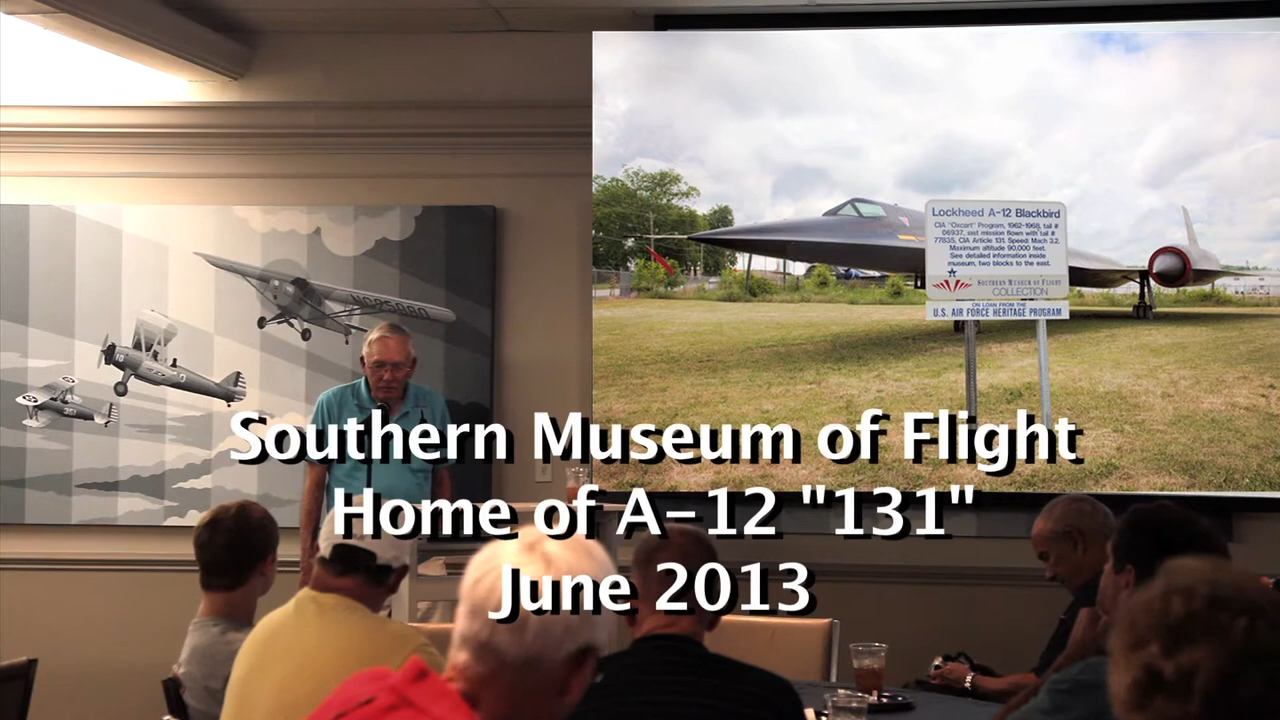 Lockheed A-12 Blackbird
CIA "Oxcart" Program, 1962-1968, tail #
06937, last mission flown with tail #
77835, CIA Article 131. Speed: Mach 3.2.
Maximum altitude 90,000 feet.
See detailed information inside
museum, two blocks to the east.
SOUTHERN MUSEUM OF FLIGHT
COLLECTION
ON LOAN FROM THE
U.S. AIR FORCE HERITAGE PROGRAM
NC25080
10
351
Southern Museum of Flight
Home of A-12 "131"
June 2013